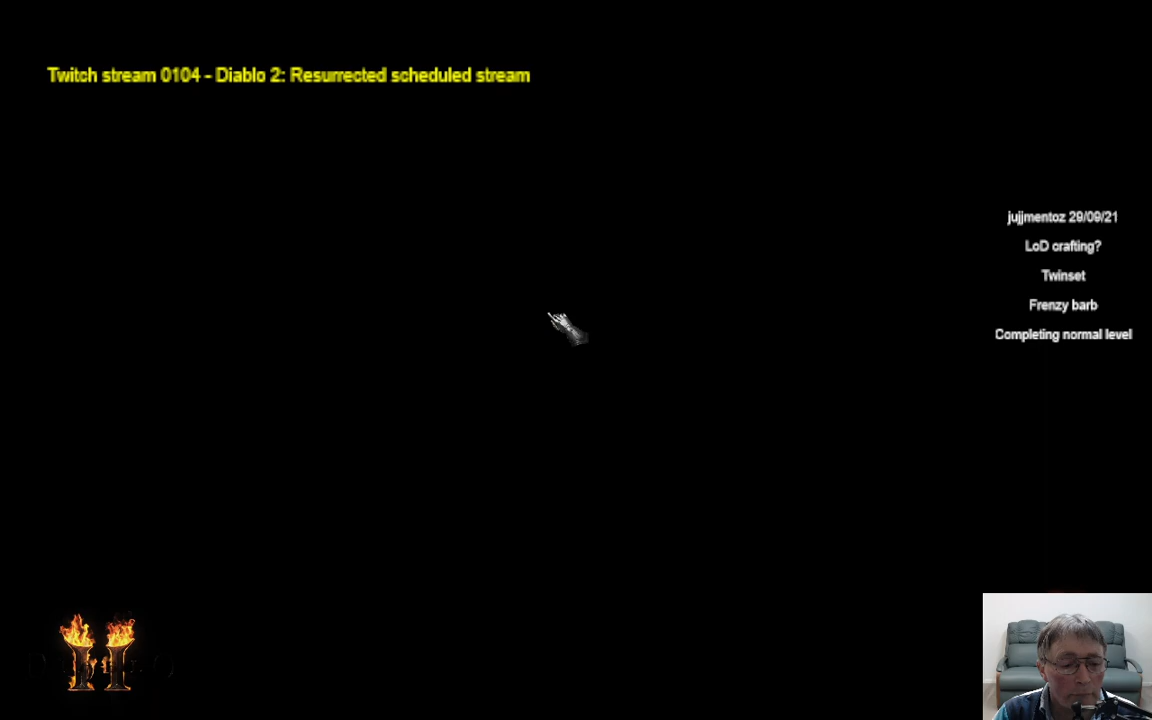 Twitch stream 0104 - Diablo 2: Resurrected scheduled stream
jujjmentoz 29/09/21
LoD crafting?
Twinset
Frenzy barb
Completing normal level